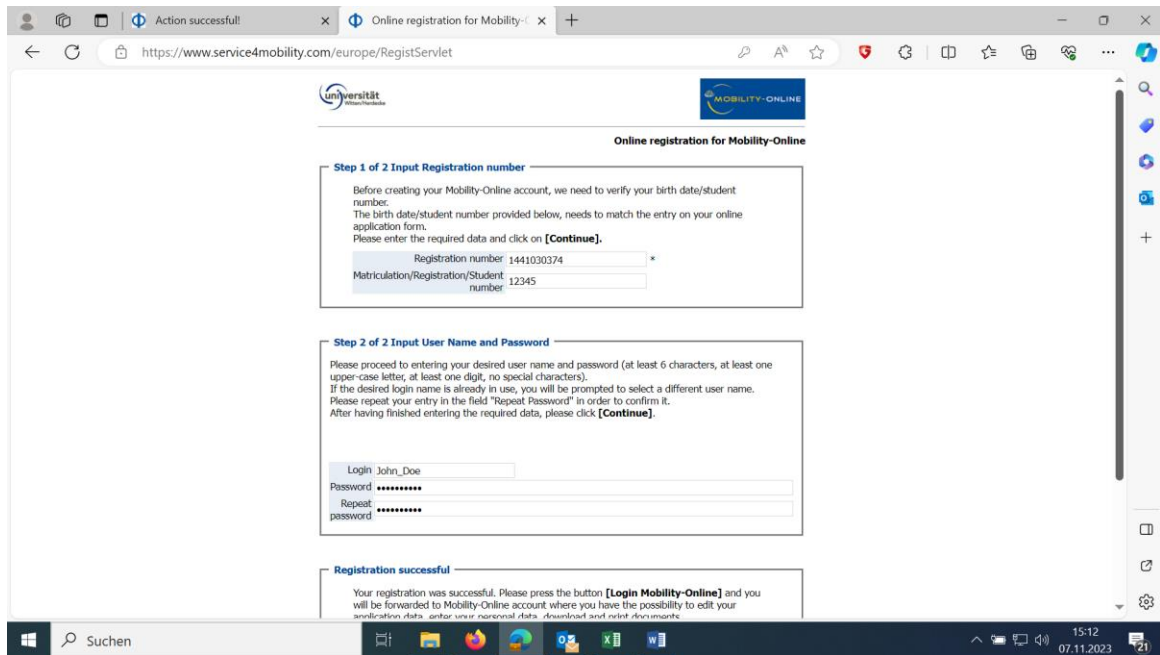 Action successful!
Online registration for Mobility-
https://www.service4mobility.com/europe/RegistServlet
universität
Witten/Herdecke
MOBILITY-ONLINE
Online registration for Mobility-Online
Step 1 of 2 Input Registration number
Before creating your Mobility-Online account, we need to verify your birth date/student
number.
The birth date/student number provided below, needs to match the entry on your online
application form.
Please enter the required data and click on [Continue].
Registration number 1441030374 *
Matriculation/Registration/Student
number 12345
Step 2 of 2 Input User Name and Password
Please proceed to entering your desired user name and password (at least 6 characters, at least one
upper-case letter, at least one digit, no special characters).
If the desired login name is already in use, you will be prompted to select a different user name.
Please repeat your entry in the field "Repeat Password" in order to confirm it.
After having finished entering the required data, please click [Continue].
Login John_Doe
Password ••••••••••
Repeat
password ••••••••••
Registration successful
Your registration was successful. Please press the button [Login Mobility-Online] and you
will be forwarded to Mobility-Online account where you have the possibility to edit your
application data, enter your personal data, download and print documents
Suchen
15:12
07.11.2023
21